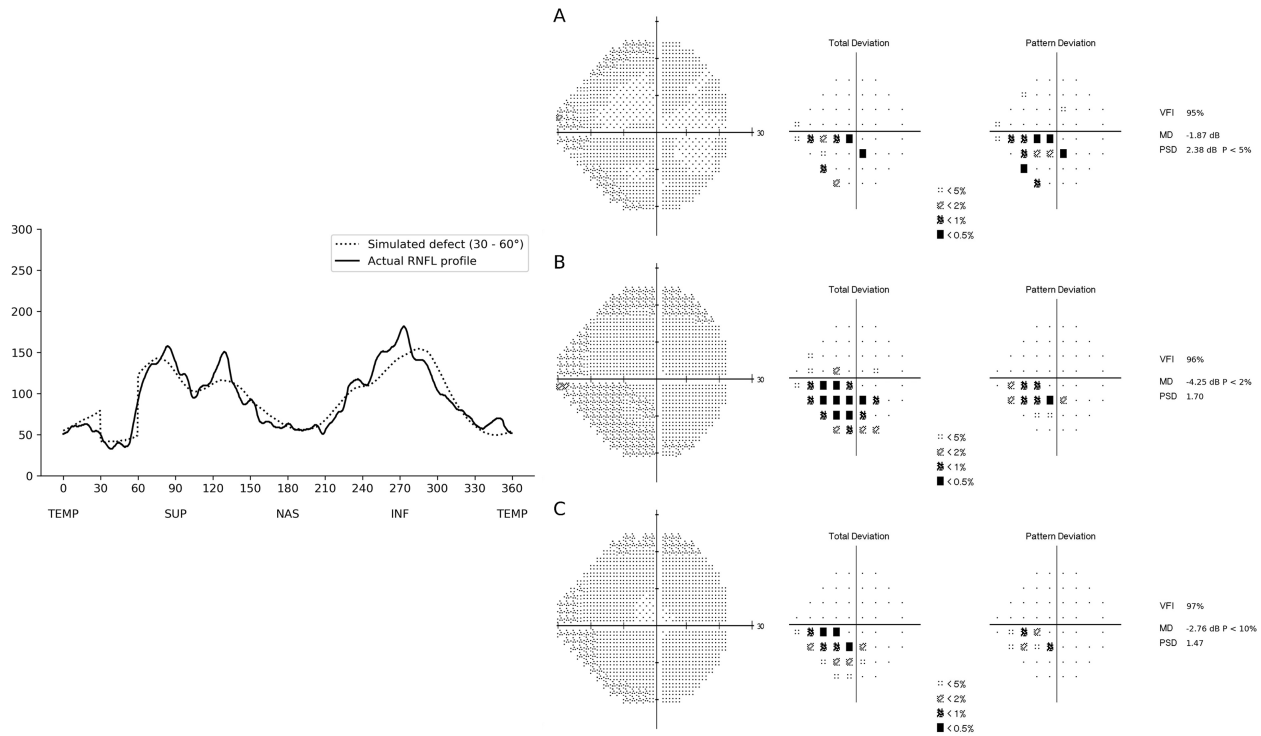 300
250
200
150
100
50
0
Simulated defect (30 - 60°)
Actual RNFL profile
0 30 60 90 120 150 180 210 240 270 300 330 360
TEMP SUP NAS INF TEMP
A
30
Total Deviation
Pattern Deviation
VFI 95%
MD -1.87 dB
PSD 2.38 dB P < 5%
< 5%
< 2%
< 1%
< 0.5%
B
30
Total Deviation
Pattern Deviation
VFI 96%
MD -4.25 dB P < 2%
PSD 1.70
< 5%
< 2%
< 1%
< 0.5%
C
30
Total Deviation
Pattern Deviation
VFI 97%
MD -2.76 dB P < 10%
PSD 1.47
< 5%
< 2%
< 1%
< 0.5%